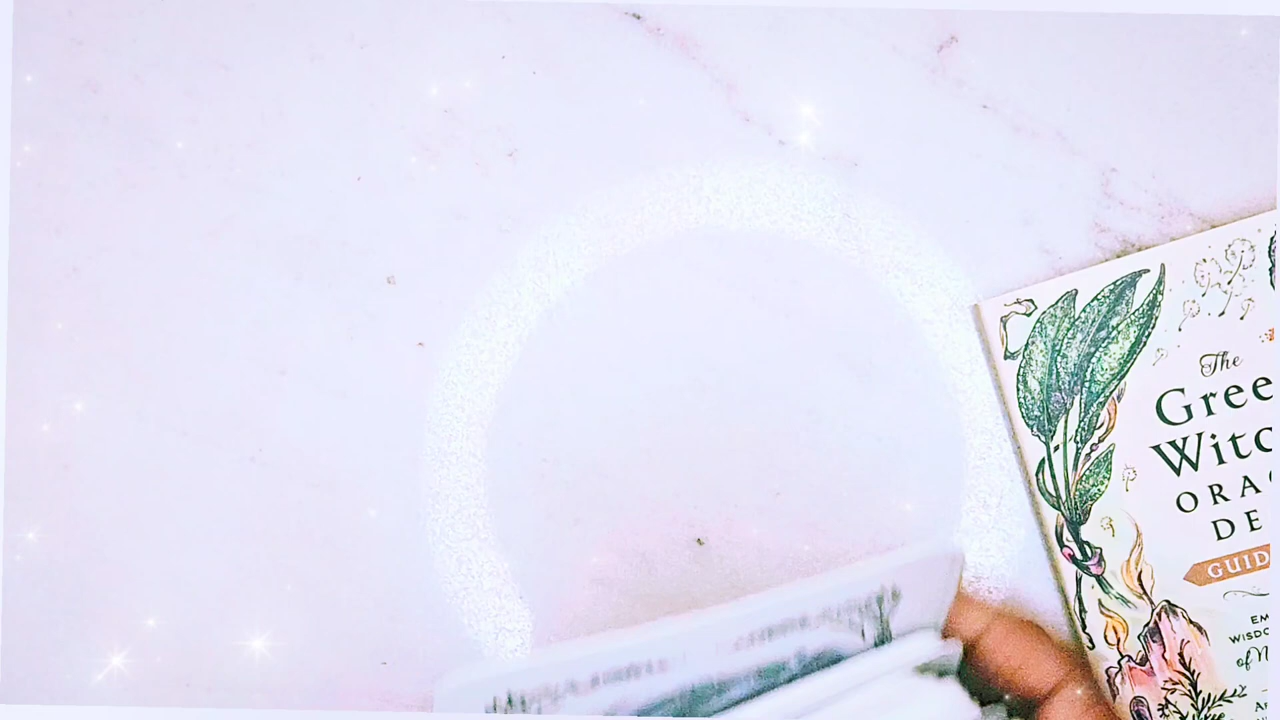 The
Gree
Witc
ORA
DE
GUID
EM
WISDO
of N